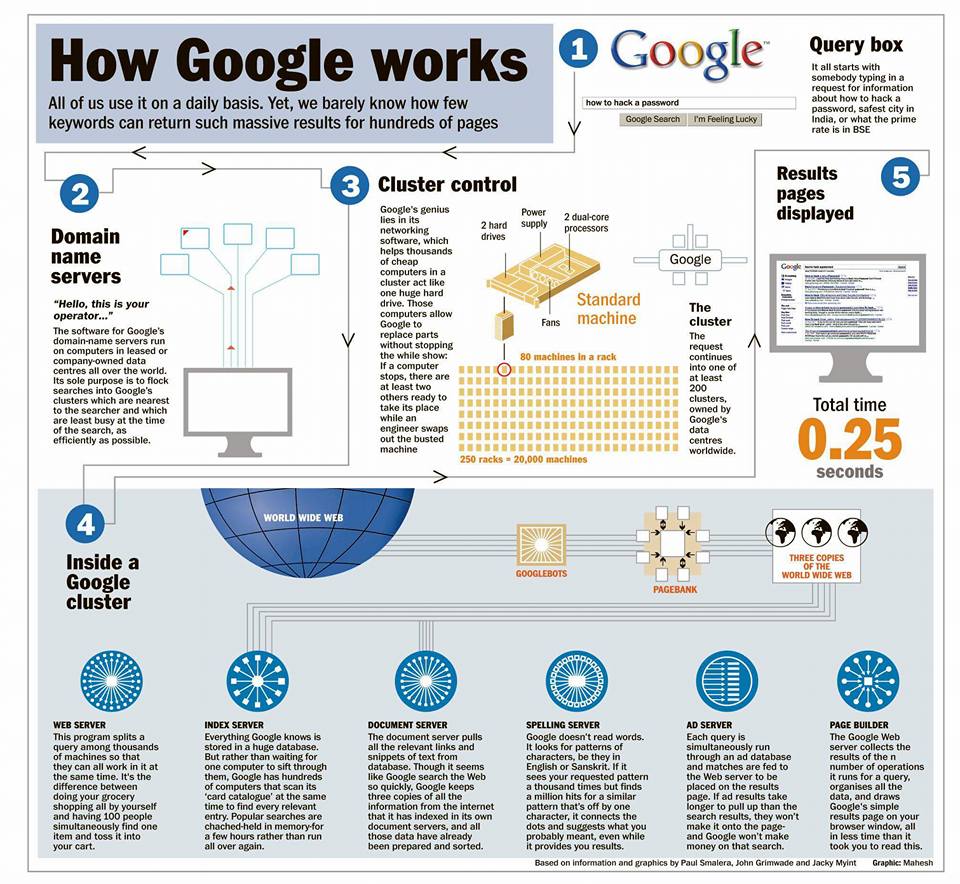 How Google works
All of us use it on a daily basis. Yet, we barely know how few
keywords can return such massive results for hundreds of pages
1
Google™
how to hack a password
Google Search
I'm Feeling Lucky
Query box
It all starts with
somebody typing in a
request for information
about how to hack a
password, safest city in
India, or what the prime
rate is in BSE
2
Domain
name
servers
"Hello, this is your
operator..."
The software for Google's
domain-name servers run
on computers in leased or
company-owned data
centres all over the world.
Its sole purpose is to flock
searches into Google's
clusters which are nearest
to the searcher and which
are least busy at the time
of the search, as
efficiently as possible.
3
Cluster control
Google's genius
lies in its
networking
software, which
helps thousands
of cheap
computers in a
cluster act like
one huge hard
drive. Those
computers allow
Google to
replace parts
without stopping
the while show:
If a computer
stops, there are
at least two
others ready to
take its place
while an
engineer swaps
out the busted
machine
2 hard
drives
Power
supply
2 dual-core
processors
Fans
Standard
machine
80 machines in a rack
250 racks = 20,000 machines
Google
The
cluster
The
request
continues
into one of
at least
200
clusters,
owned by
Google's
data
centres
worldwide.
5
Results
pages
displayed
Google
Total time
0.25
seconds
4
Inside a
Google
cluster
WORLD WIDE WEB
GOOGLEBOTS
PAGEBANK
THREE COPIES
OF THE
WORLD WIDE WEB
WEB SERVER
This program splits a
query among thousands
of machines so that
they can all work in it at
the same time. It's the
difference between
doing your grocery
shopping all by yourself
and having 100 people
simultaneously find one
item and toss it into
your cart.
INDEX SERVER
Everything Google knows is
stored in a huge database.
But rather than waiting for
one computer to sift through
them, Google has hundreds
of computers that scan its
'card catalogue' at the same
time to find every relevant
entry. Popular searches are
chached-held in memory-for
a few hours rather than run
all over again.
DOCUMENT SERVER
The document server pulls
all the relevant links and
snippets of text from
database. Though it seems
like Google search the Web
so quickly, Google keeps
three copies of all the
information from the internet
that it has indexed in its own
document servers, and all
those data have already
been prepared and sorted.
SPELLING SERVER
Google doesn't read words.
It looks for patterns of
characters, be they in
English or Sanskrit. If it
sees your requested pattern
a thousand times but finds
a million hits for a similar
pattern that's off by one
character, it connects the
dots and suggests what you
probably meant, even while
it provides you results.
AD SERVER
Each query is
simultaneously run
through an ad database
and matches are fed to
the Web server to be
placed on the results
page. If ad results take
longer to pull up than the
search results, they won't
make it onto the page-
and Google won't make
money on that search.
PAGE BUILDER
The Google Web
server collects the
results of the n
number of operations
it runs for a query,
organises all the
data, and draws
Google's simple
results page on your
browser window, all
in less time than it
took you to read this.
Based on information and graphics by Paul Smalera, John Grimwade and Jacky Myint
Graphic: Mahesh